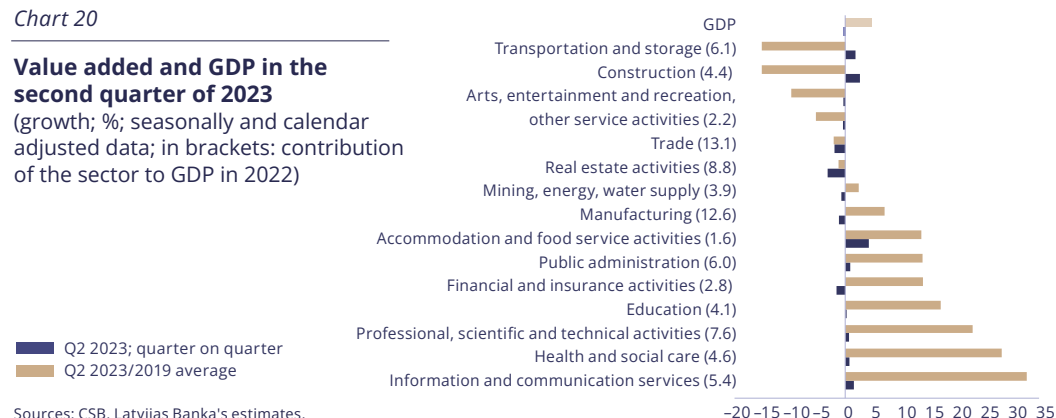 Chart 20
Value added and GDP in the
second quarter of 2023
(growth; %; seasonally and calendar
adjusted data; in brackets: contribution
of the sector to GDP in 2022)
GDP
Transportation and storage (6.1)
Construction (4.4)
Arts, entertainment and recreation,
other service activities (2.2)
Trade (13.1)
Real estate activities (8.8)
Mining, energy, water supply (3.9)
Manufacturing (12.6)
Accommodation and food service activities (1.6)
Public administration (6.0)
Financial and insurance activities (2.8)
Education (4.1)
Professional, scientific and technical activities (7.6)
Health and social care (4.6)
Information and communication services (5.4)
−20 −15 −10 −5 0 5 10 15 20 25 30 35
Q2 2023; quarter on quarter
Q2 2023/2019 average
Sources: CSB, Latvijas Banka's estimates.